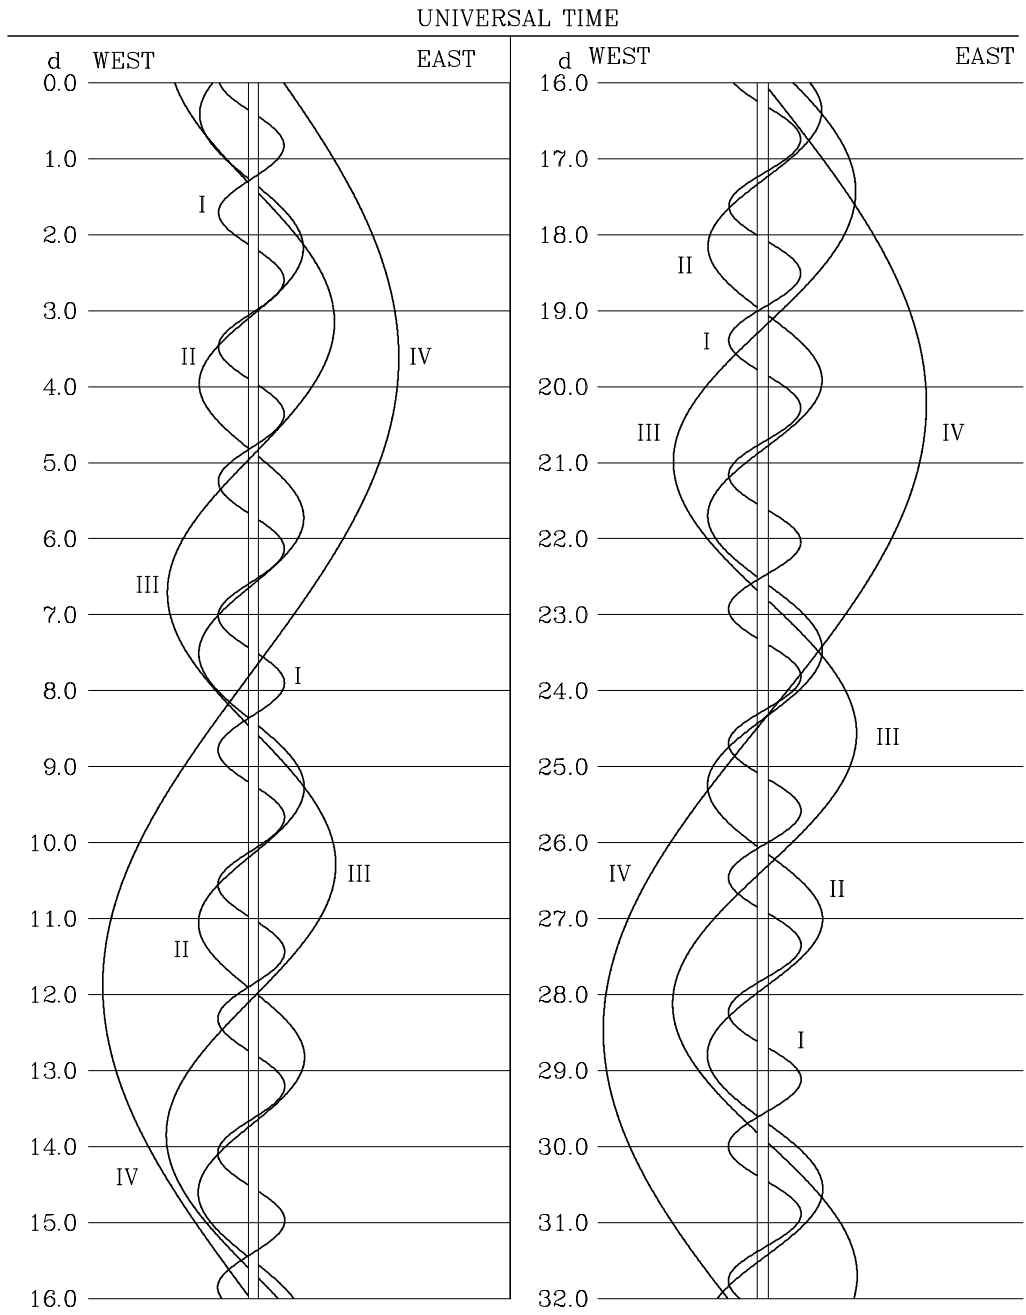 UNIVERSAL TIME
d WEST EAST
0.0
1.0
I
2.0
3.0
II IV
4.0
5.0
6.0
III
7.0
I
8.0
9.0
10.0
III
11.0
II
12.0
13.0
14.0
IV
15.0
16.0
d WEST EAST
16.0
17.0
18.0
II
19.0
I
20.0
III IV
21.0
22.0
23.0
24.0
III
25.0
26.0
IV
II
27.0
28.0
I
29.0
30.0
31.0
32.0